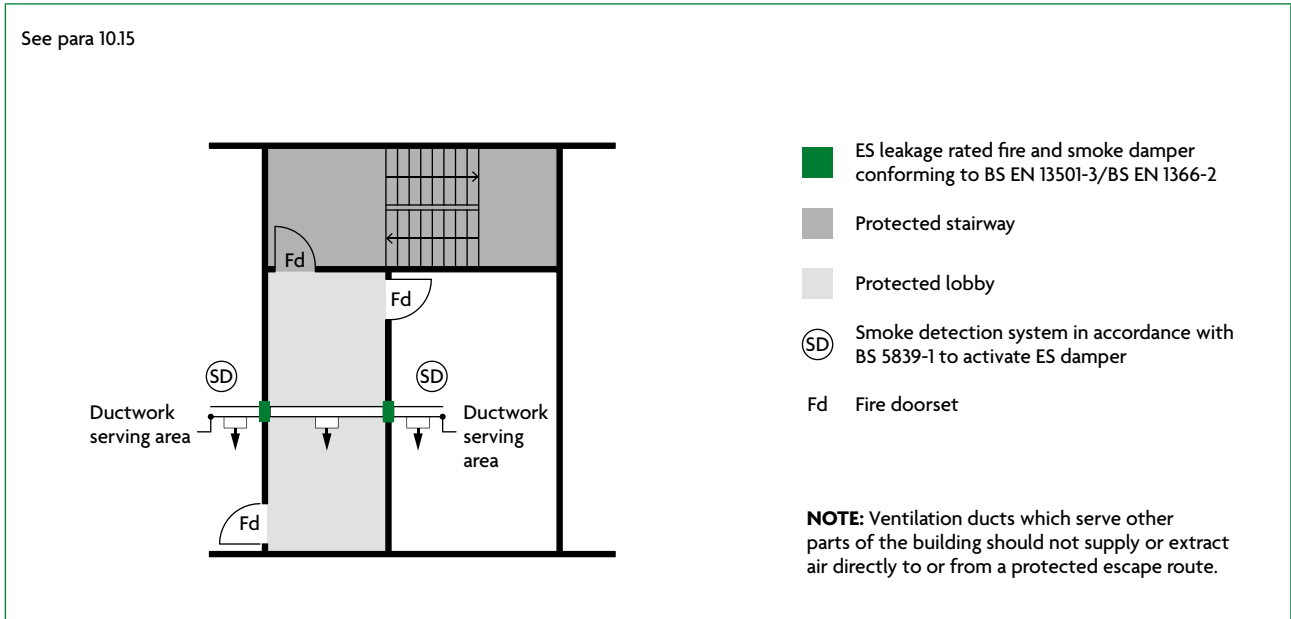 See para 10.15
Fd
Fd
SD
SD
Ductwork
serving area
Ductwork
serving
area
Fd
ES leakage rated fire and smoke damper
conforming to BS EN 13501-3/BS EN 1366-2
Protected stairway
Protected lobby
SD
Smoke detection system in accordance with
BS 5839-1 to activate ES damper
Fd Fire doorset
NOTE: Ventilation ducts which serve other
parts of the building should not supply or extract
air directly to or from a protected escape route.